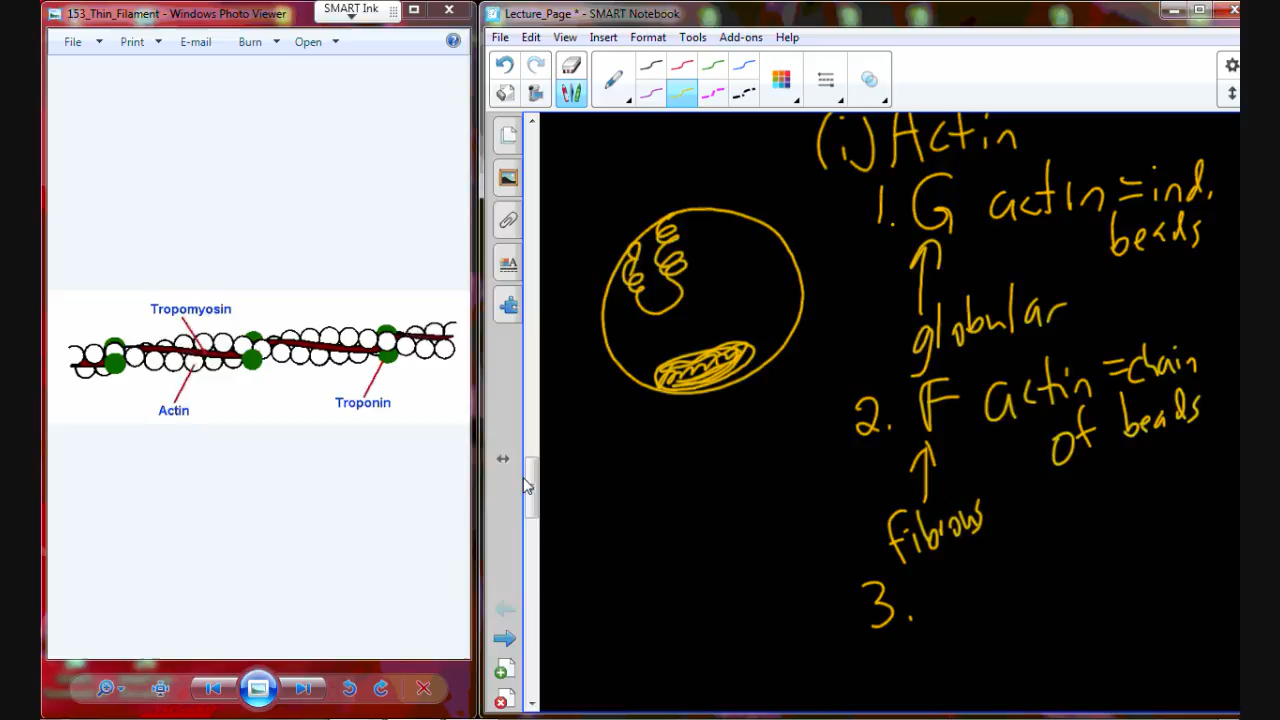 153_Thin_Filament - Windows Photo Viewer
SMART Ink
File Print E-mail Burn Open
Tropomyosin
Actin
Troponin
Lecture_Page * - SMART Notebook
File Edit View Insert Format Tools Add-ons Help
(i) Actin
1. G actin = ind.
beads
globular
2. F actin = chain
of beads
fibrous
3.